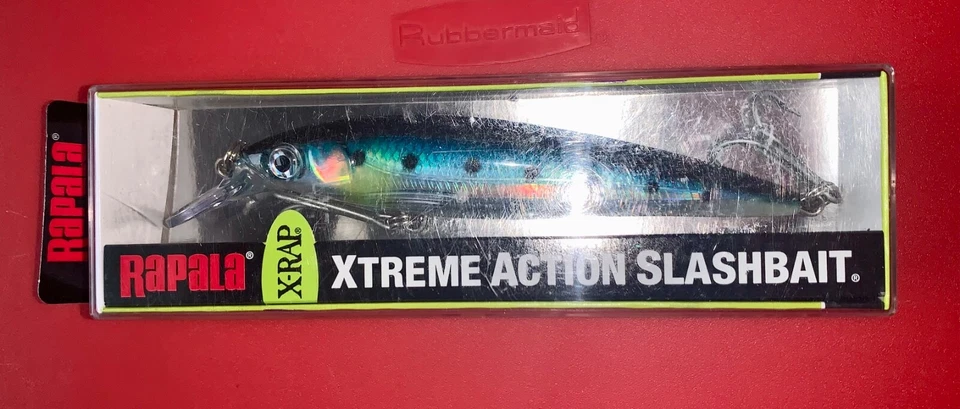 Rubbermaid
RAPALA®
RAPALA® X-RAP® XTREME ACTION SLASHBAIT®